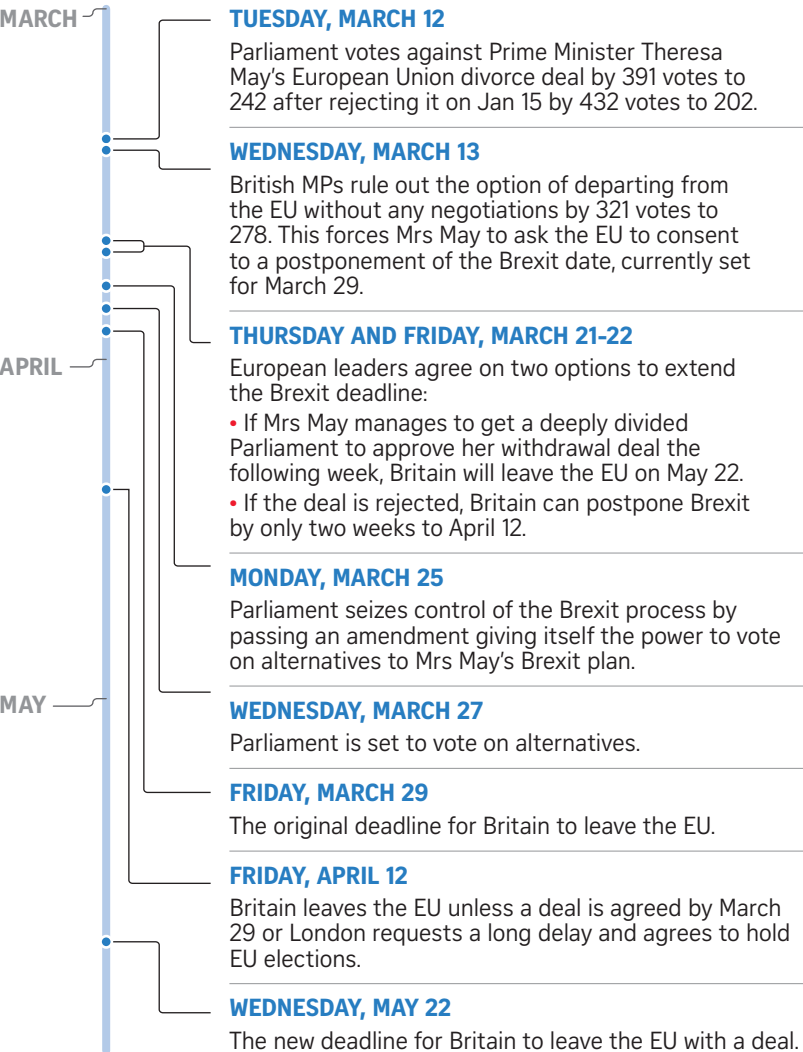 MARCH
TUESDAY, MARCH 12
Parliament votes against Prime Minister Theresa
May's European Union divorce deal by 391 votes to
242 after rejecting it on Jan 15 by 432 votes to 202.
WEDNESDAY, MARCH 13
British MPs rule out the option of departing from
the EU without any negotiations by 321 votes to
278. This forces Mrs May to ask the EU to consent
to a postponement of the Brexit date, currently set
for March 29.
THURSDAY AND FRIDAY, MARCH 21-22
APRIL
European leaders agree on two options to extend
the Brexit deadline:
• If Mrs May manages to get a deeply divided
Parliament to approve her withdrawal deal the
following week, Britain will leave the EU on May 22.
• If the deal is rejected, Britain can postpone Brexit
by only two weeks to April 12.
MONDAY, MARCH 25
Parliament seizes control of the Brexit process by
passing an amendment giving itself the power to vote
on alternatives to Mrs May's Brexit plan.
MAY
WEDNESDAY, MARCH 27
Parliament is set to vote on alternatives.
FRIDAY, MARCH 29
The original deadline for Britain to leave the EU.
FRIDAY, APRIL 12
Britain leaves the EU unless a deal is agreed by March
29 or London requests a long delay and agrees to hold
EU elections.
WEDNESDAY, MAY 22
The new deadline for Britain to leave the EU with a deal.